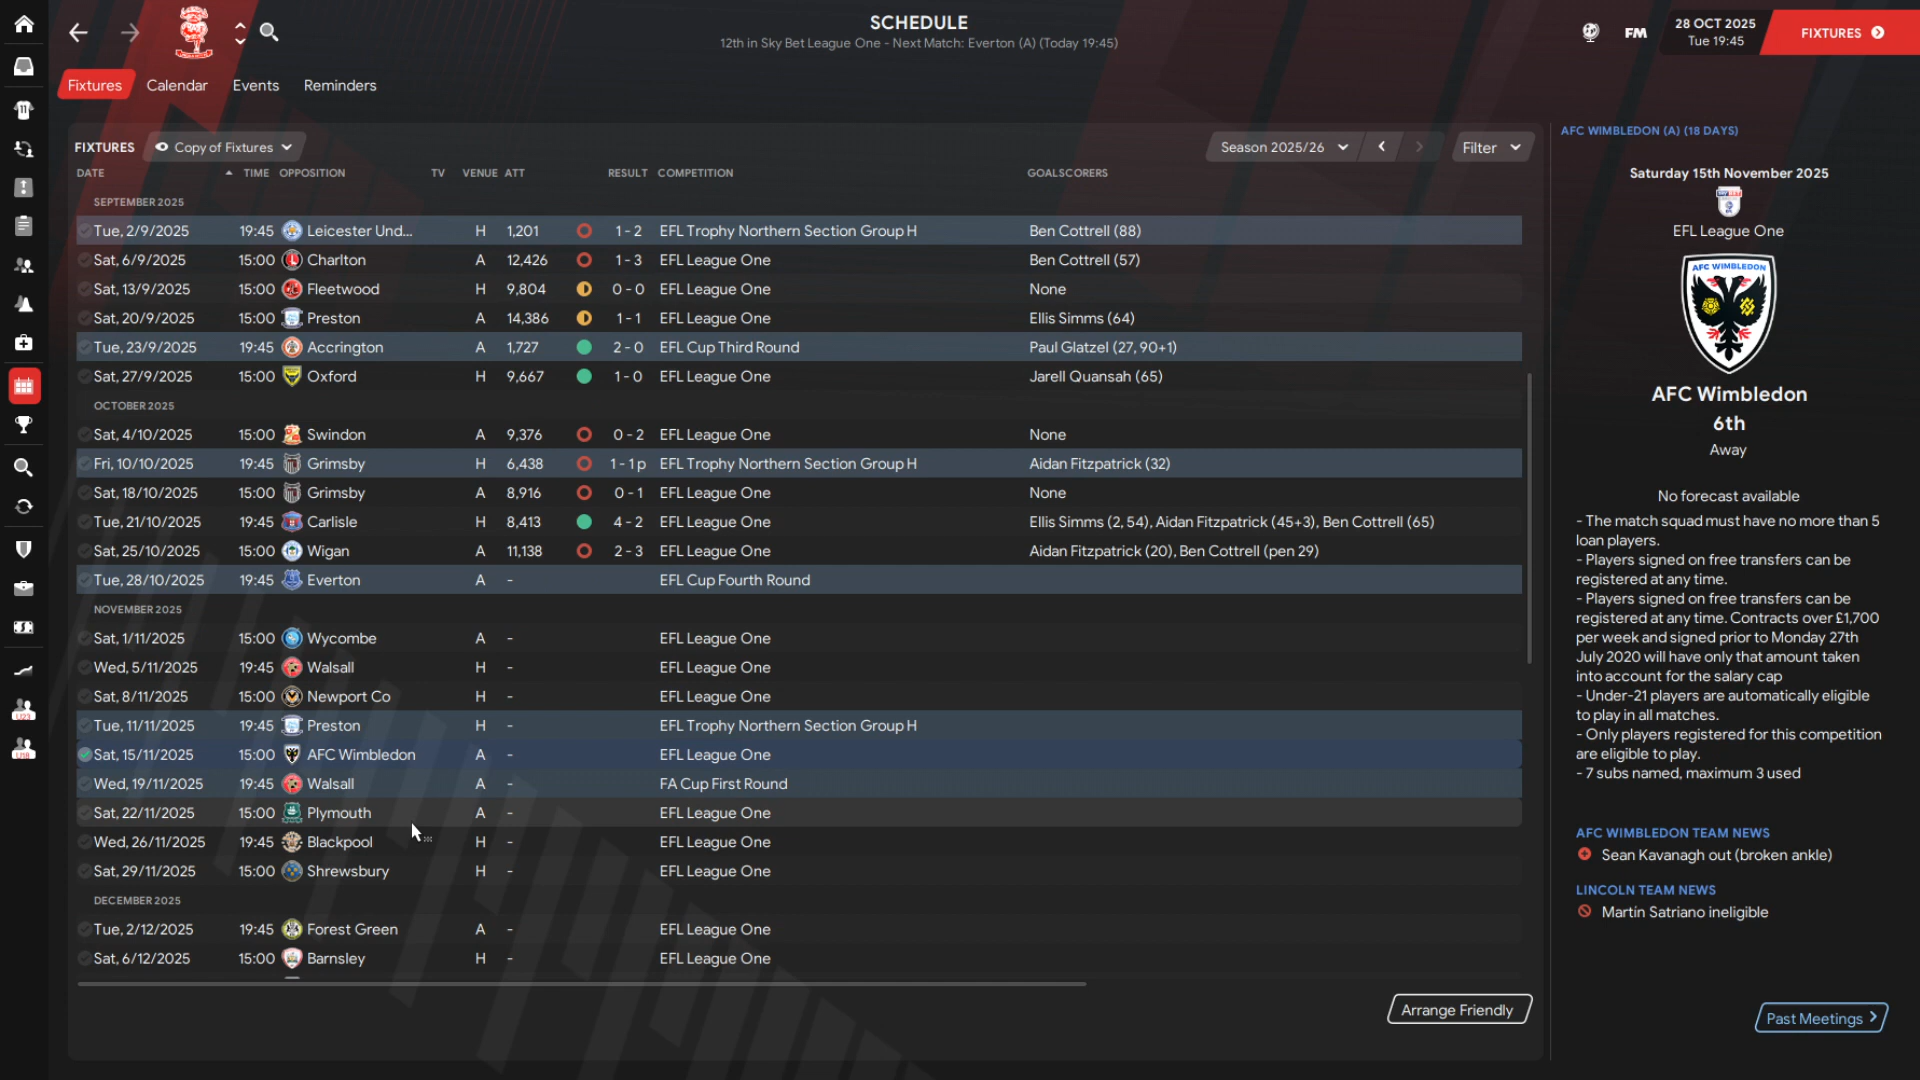 SCHEDULE
12th in Sky Bet League One - Next Match: Everton (A) (Today 19:45)
FM
28 OCT 2025
Tue 19:45
FIXTURES
Fixtures Calendar Events Reminders
FIXTURES Copy of Fixtures Season 2025/26 Filter
DATE TIME OPPOSITION TV VENUE ATT RESULT COMPETITION GOALSCORERS
SEPTEMBER 2025
Tue, 2/9/2025 19:45 Leicester Und... H 1,201 1 - 2 EFL Trophy Northern Section Group H Ben Cottrell (88)
Sat, 6/9/2025 15:00 Charlton A 12,426 1 - 3 EFL League One Ben Cottrell (57)
Sat, 13/9/2025 15:00 Fleetwood H 9,804 0 - 0 EFL League One None
Sat, 20/9/2025 15:00 Preston A 14,386 1 - 1 EFL League One Ellis Simms (64)
Tue, 23/9/2025 19:45 Accrington A 1,727 2 - 0 EFL Cup Third Round Paul Glatzel (27, 90+1)
Sat, 27/9/2025 15:00 Oxford H 9,667 1 - 0 EFL League One Jarell Quansah (65)
OCTOBER 2025
Sat, 4/10/2025 15:00 Swindon A 9,376 0 - 2 EFL League One None
Fri, 10/10/2025 19:45 Grimsby H 6,438 1 - 1 p EFL Trophy Northern Section Group H Aidan Fitzpatrick (32)
Sat, 18/10/2025 15:00 Grimsby A 8,916 0 - 1 EFL League One None
Tue, 21/10/2025 19:45 Carlisle H 8,413 4 - 2 EFL League One Ellis Simms (2, 54), Aidan Fitzpatrick (45+3), Ben Cottrell (65)
Sat, 25/10/2025 15:00 Wigan A 11,138 2 - 3 EFL League One Aidan Fitzpatrick (20), Ben Cottrell (pen 29)
Tue, 28/10/2025 19:45 Everton A - EFL Cup Fourth Round
NOVEMBER 2025
Sat, 1/11/2025 15:00 Wycombe A - EFL League One
Wed, 5/11/2025 19:45 Walsall H - EFL League One
Sat, 8/11/2025 15:00 Newport Co H - EFL League One
Tue, 11/11/2025 19:45 Preston H - EFL Trophy Northern Section Group H
Sat, 15/11/2025 15:00 AFC Wimbledon A - EFL League One
Wed, 19/11/2025 19:45 Walsall A - FA Cup First Round
Sat, 22/11/2025 15:00 Plymouth A - EFL League One
Wed, 26/11/2025 19:45 Blackpool H - EFL League One
Sat, 29/11/2025 15:00 Shrewsbury H - EFL League One
DECEMBER 2025
Tue, 2/12/2025 19:45 Forest Green A - EFL League One
Sat, 6/12/2025 15:00 Barnsley H - EFL League One
Arrange Friendly
AFC WIMBLEDON (A) (18 DAYS)
Saturday 15th November 2025
EFL League One
AFC WIMBLEDON
AFC Wimbledon
6th
Away
No forecast available
- The match squad must have no more than 5
loan players.
- Players signed on free transfers can be
registered at any time.
- Players signed on free transfers can be
registered at any time. Contracts over £1,700
per week and signed prior to Monday 27th
July 2020 will have only that amount taken
into account for the salary cap
- Under-21 players are automatically eligible
to play in all matches.
- Only players registered for this competition
are eligible to play.
- 7 subs named, maximum 3 used
AFC WIMBLEDON TEAM NEWS
Sean Kavanagh out (broken ankle)
LINCOLN TEAM NEWS
Martín Satriano ineligible
Past Meetings
U23
U18